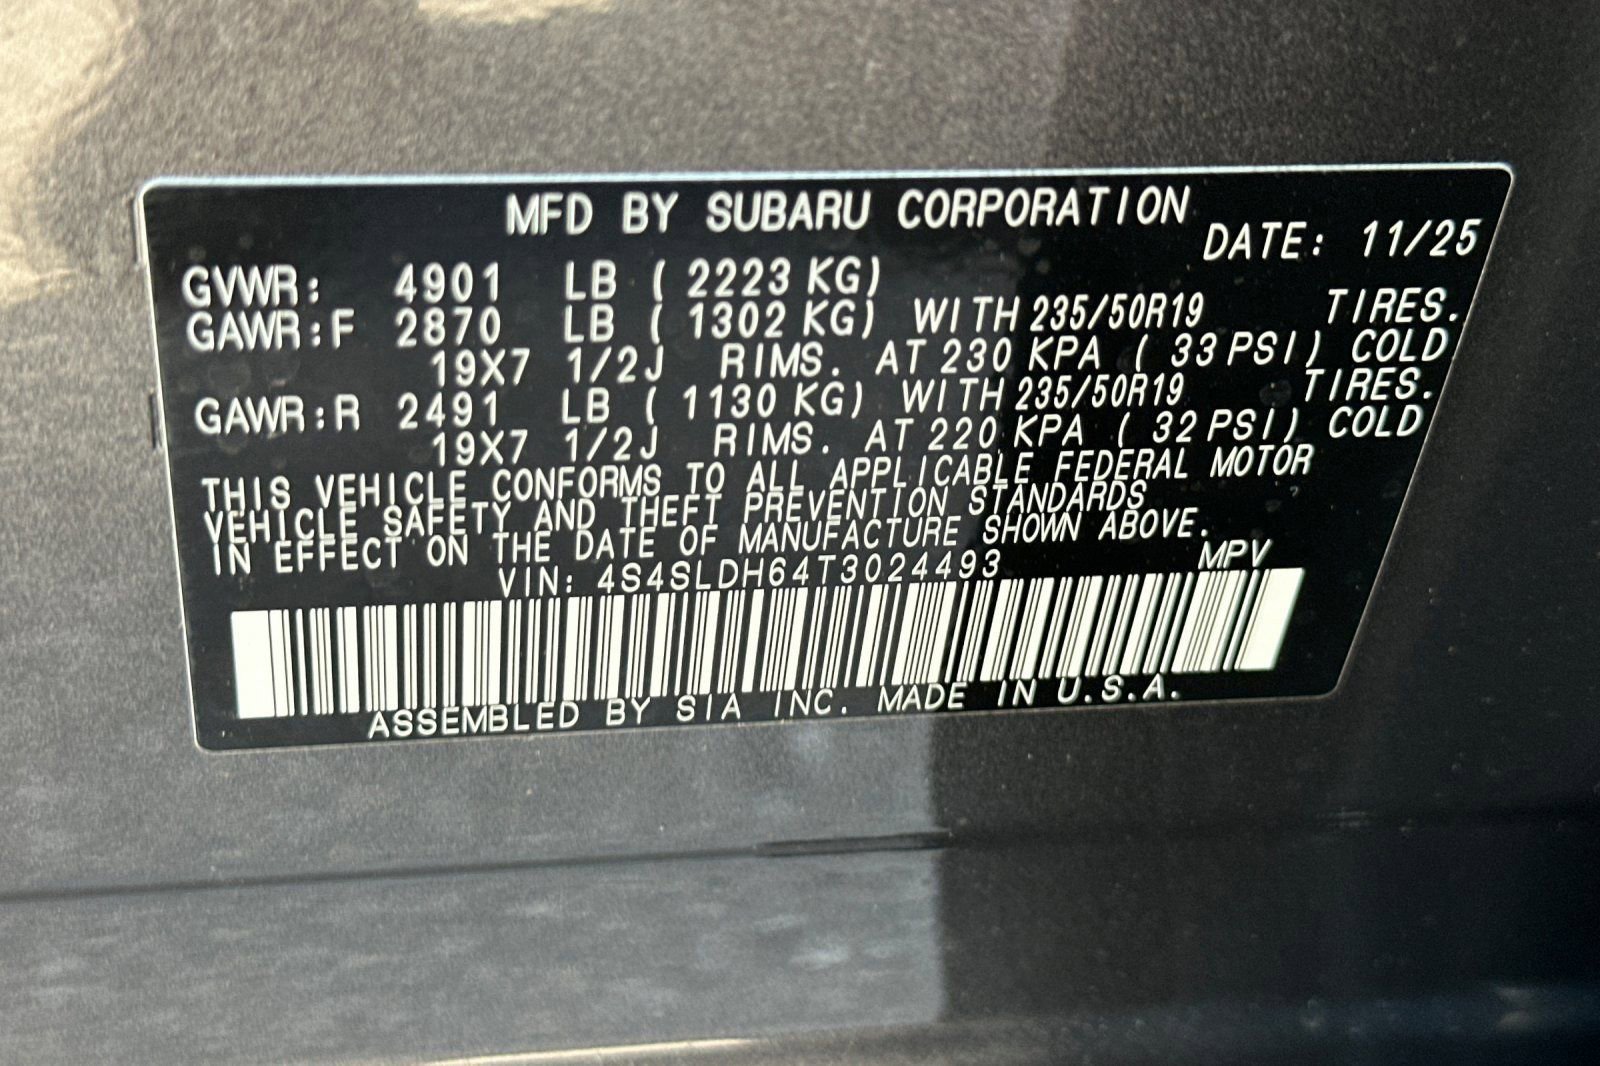 MFD BY SUBARU CORPORATION
DATE: 11/25
GVWR: 4901 LB ( 2223 KG)
GAWR:F 2870 LB ( 1302 KG) WITH 235/50R19 TIRES.
19X7 1/2J RIMS. AT 230 KPA ( 33 PSI) COLD
GAWR:R 2491 LB ( 1130 KG) WITH 235/50R19 TIRES.
19X7 1/2J RIMS. AT 220 KPA ( 32 PSI) COLD
THIS VEHICLE CONFORMS TO ALL APPLICABLE FEDERAL MOTOR
VEHICLE SAFETY AND THEFT PREVENTION STANDARDS
IN EFFECT ON THE DATE OF MANUFACTURE SHOWN ABOVE.
VIN: 4S4SLDH64T3024493 MPV
ASSEMBLED BY SIA INC. MADE IN U.S.A.